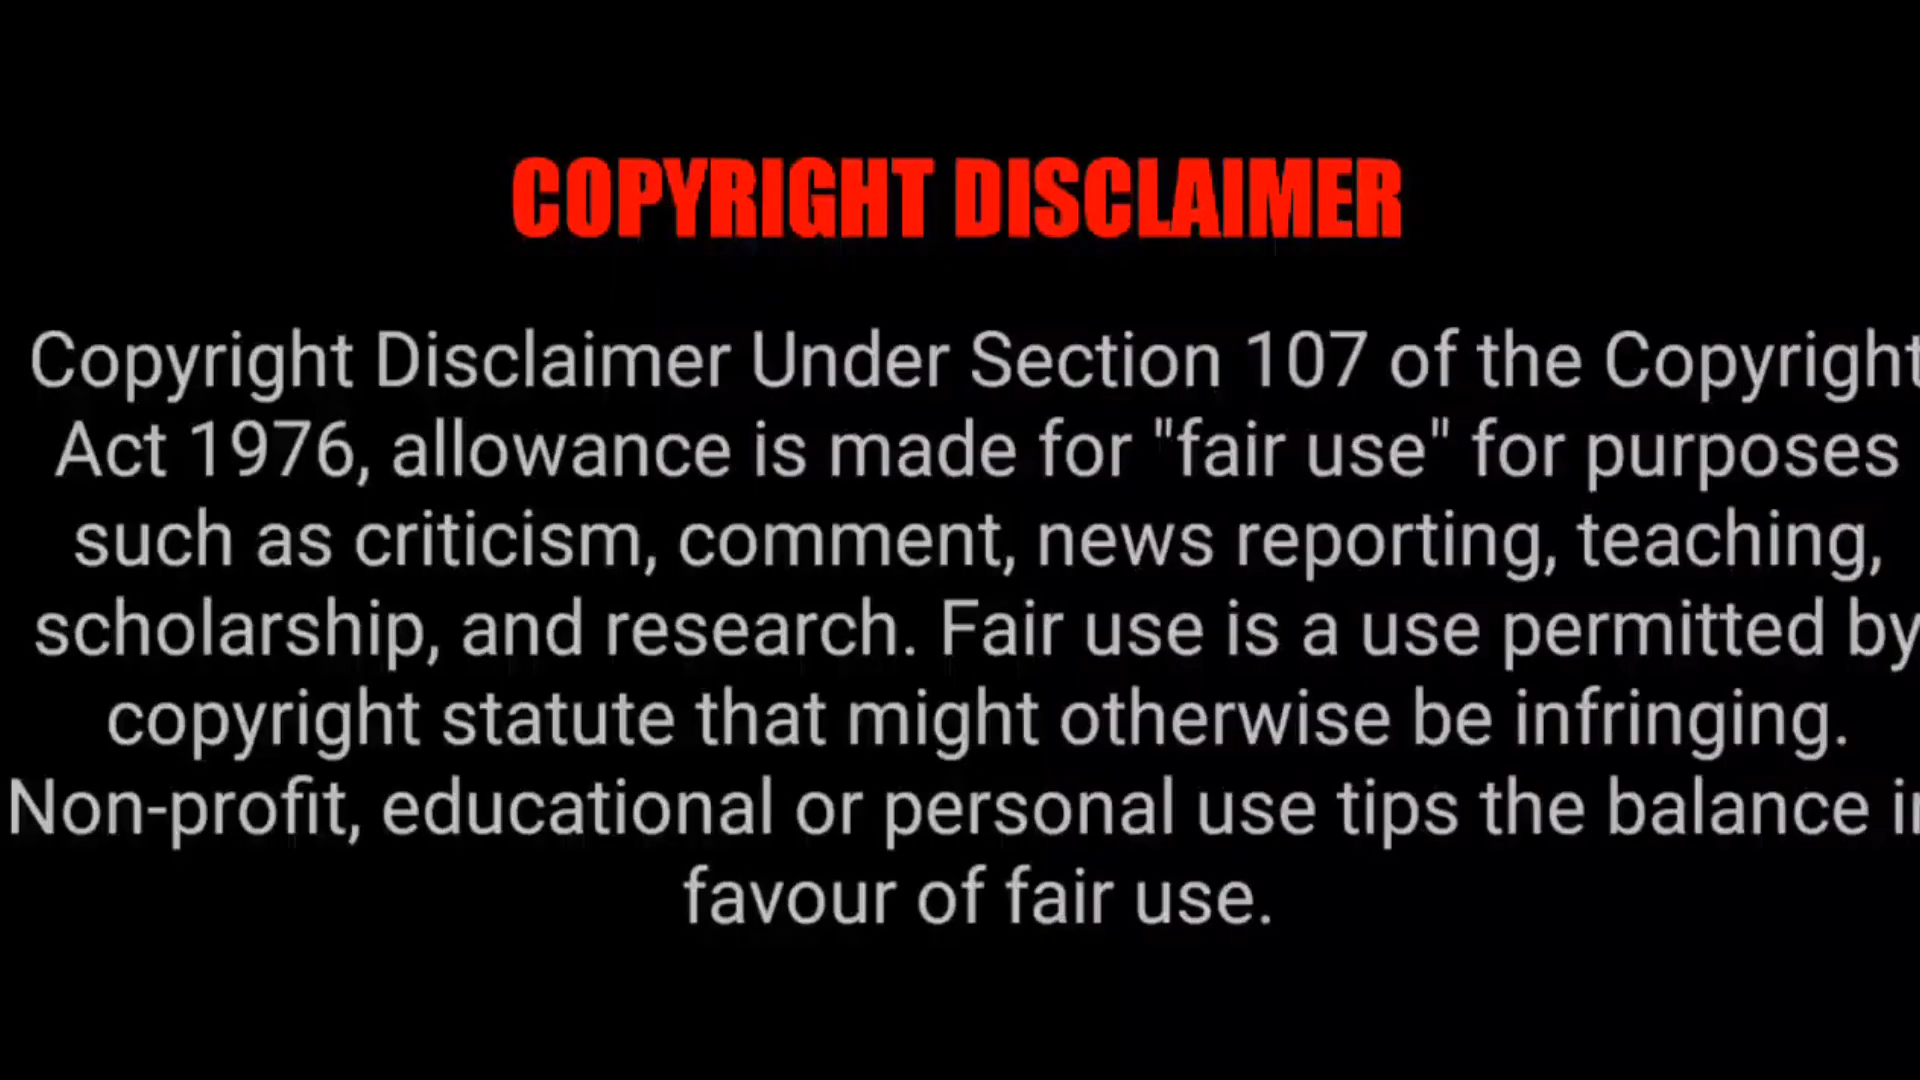 COPYRIGHT DISCLAIMER
Copyright Disclaimer Under Section 107 of the Copyright
Act 1976, allowance is made for "fair use" for purposes
such as criticism, comment, news reporting, teaching,
scholarship, and research. Fair use is a use permitted by
copyright statute that might otherwise be infringing.
Non-profit, educational or personal use tips the balance in
favour of fair use.